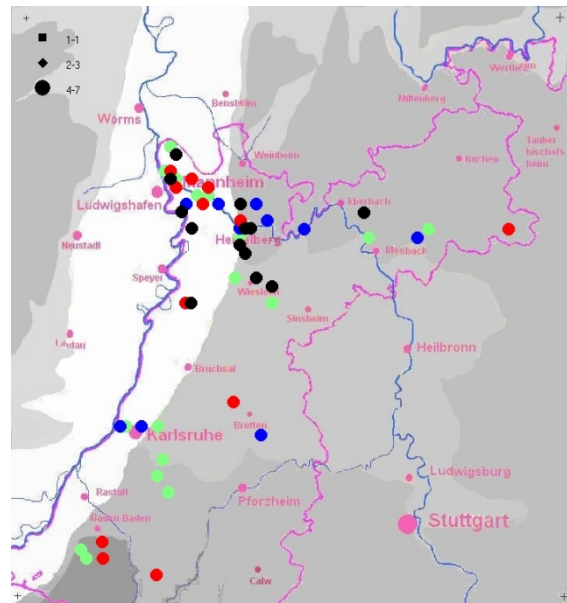 1-1
2-3
4-7
Wertheim
Miltenberg
Bensheim
Worms
Tauber
bischofs-
heim
Buchen
Weinheim
Mannheim
Ludwigshafen
Eberbach
Neustadt
Heidelberg
Mosbach
Speyer
Wiesloch
Sinsheim
Landau
Heilbronn
Bruchsal
Bretten
Karlsruhe
Ludwigsburg
Rastatt
Pforzheim
Baden-Baden
Stuttgart
Calw